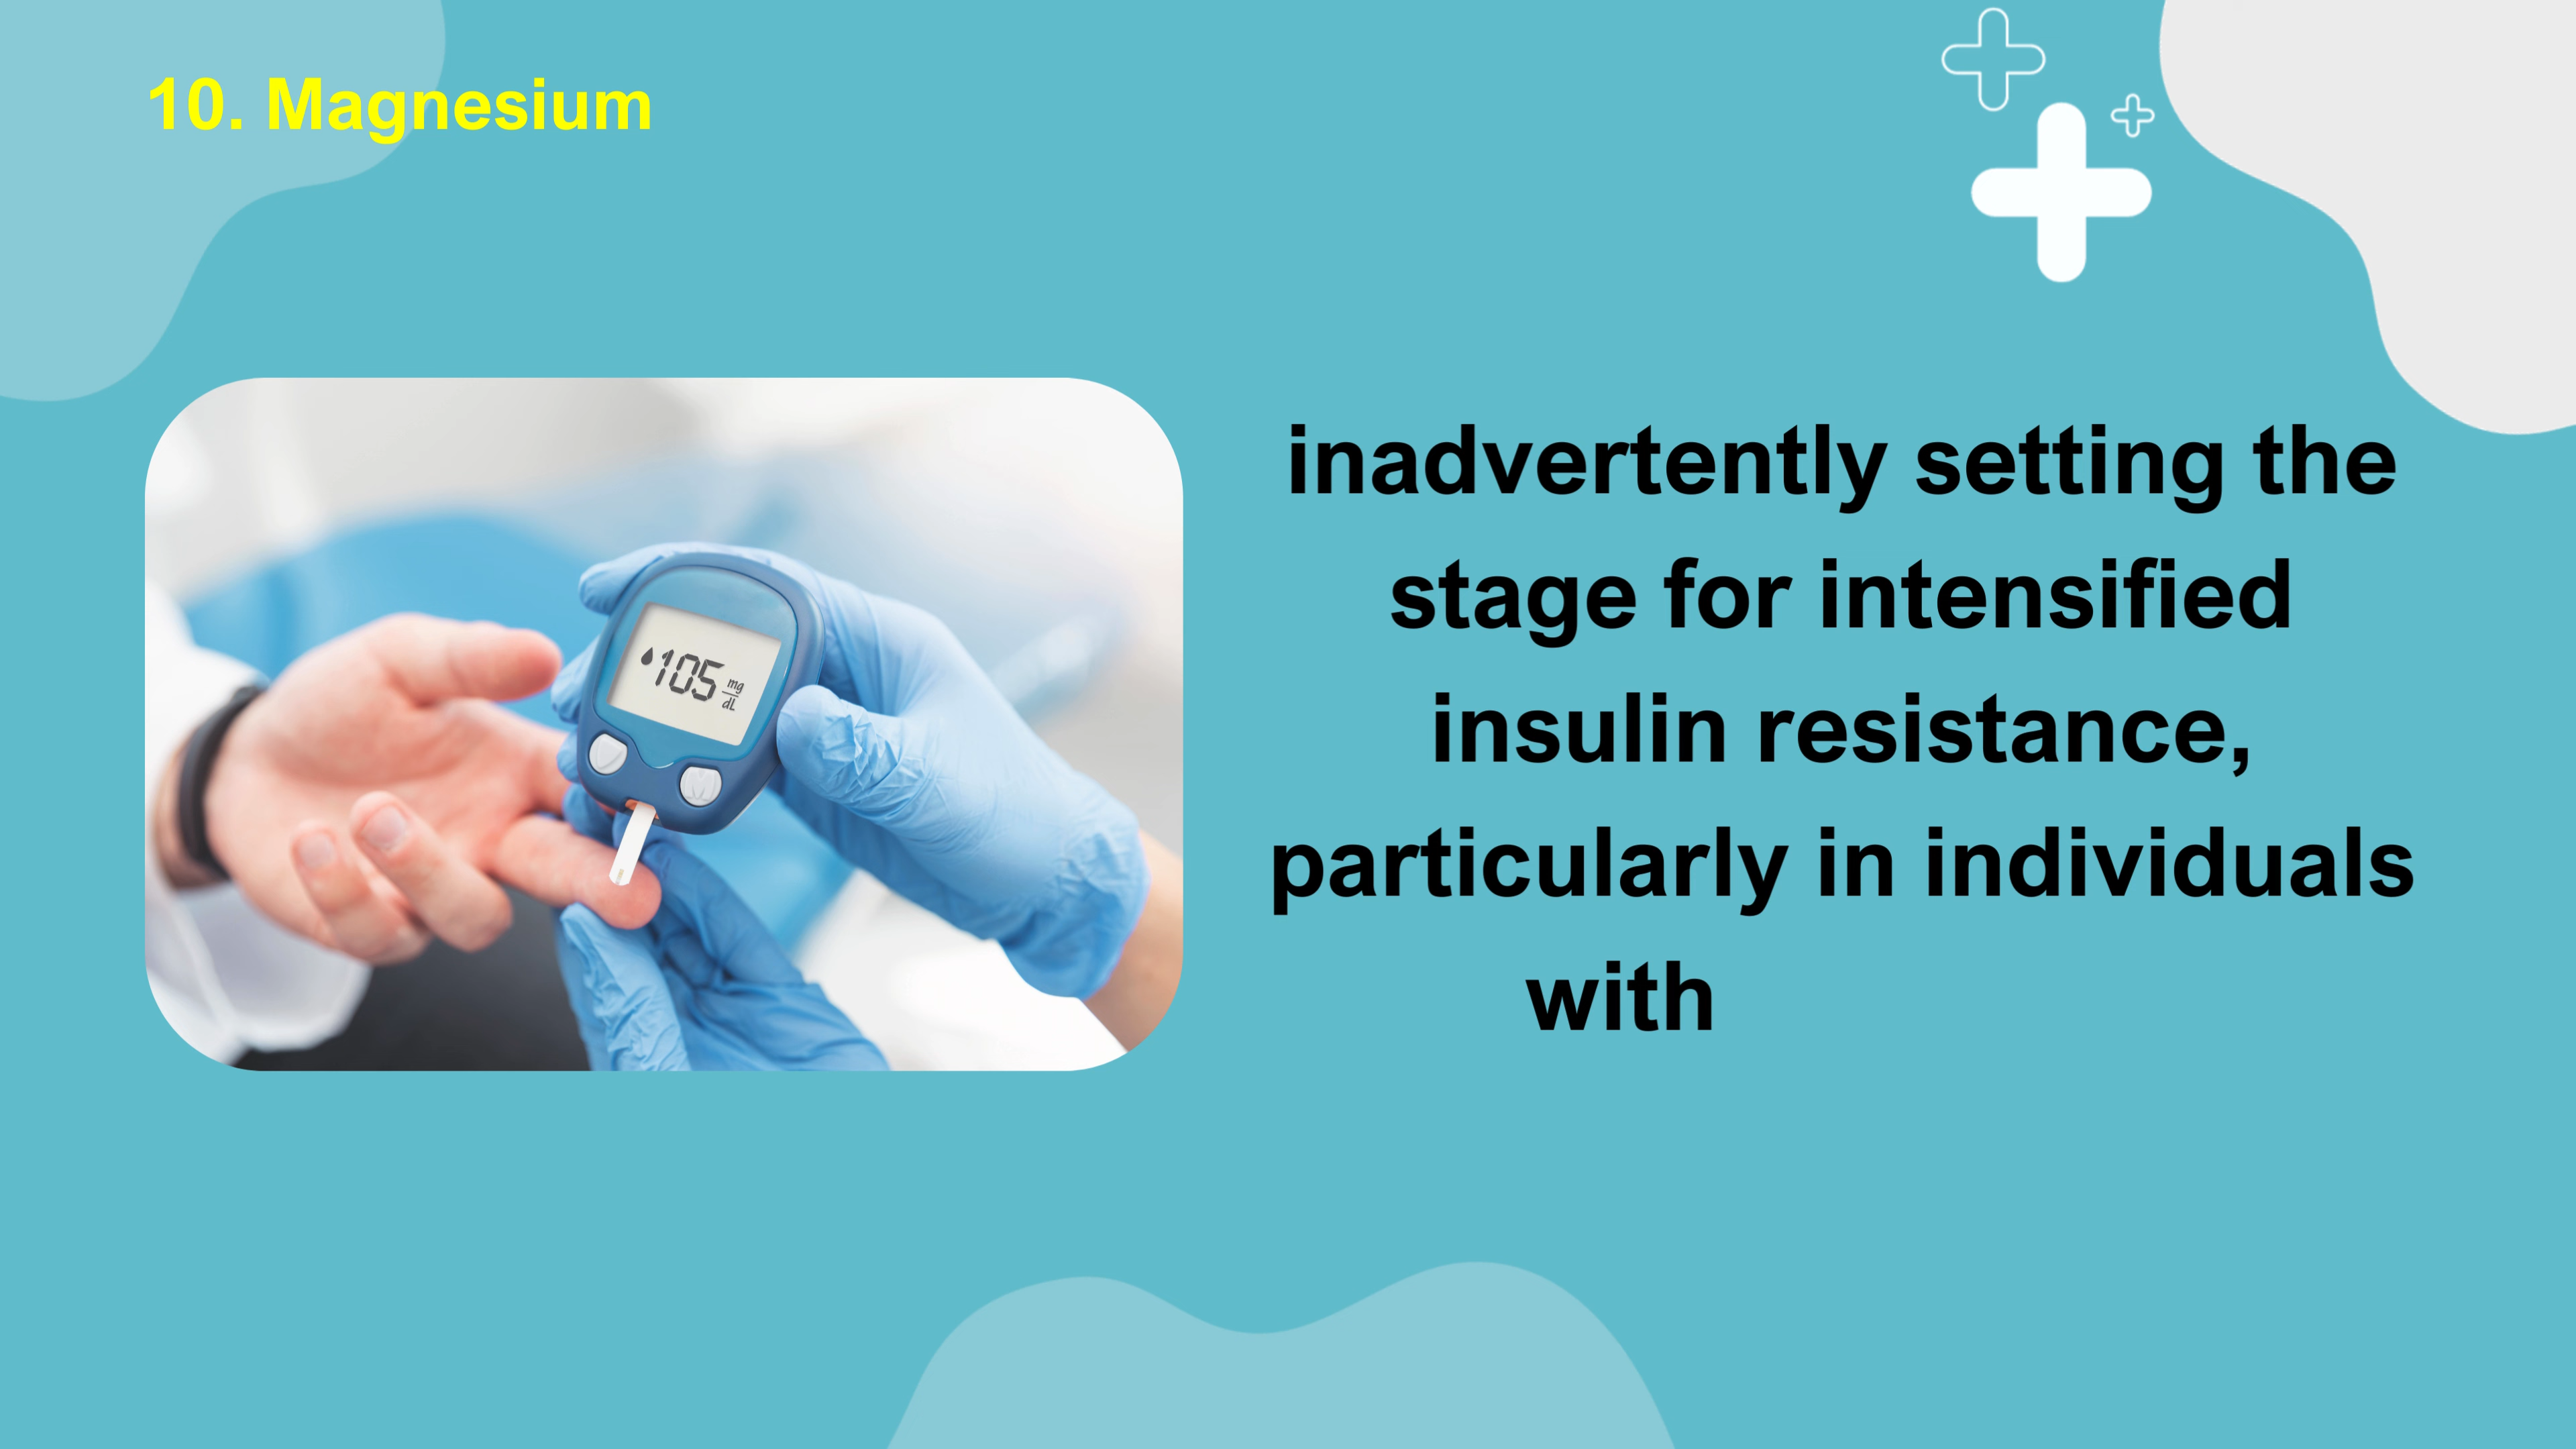 10. Magnesium
105 mg/dL
M
inadvertently setting the
stage for intensified
insulin resistance,
particularly in individuals
with